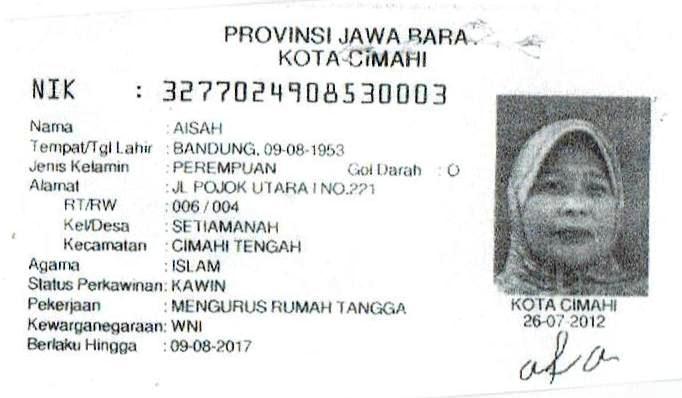 PROVINSI JAWA BARA
KOTA CIMAHI
NIK : 3277024908530003
Nama : AISAH
Tempat/Tgl Lahir : BANDUNG, 09-08-1953
Jenis Kelamin : PEREMPUAN Gol Darah : O
Alamat : JL POJOK UTARA I NO.221
RT/RW : 006 / 004
Kel/Desa : SETIAMANAH
Kecamatan : CIMAHI TENGAH
Agama : ISLAM
Status Perkawinan: KAWIN
Pekerjaan : MENGURUS RUMAH TANGGA
Kewarganegaraan: WNI
Berlaku Hingga : 09-08-2017
KOTA CIMAHI
26-07-2012